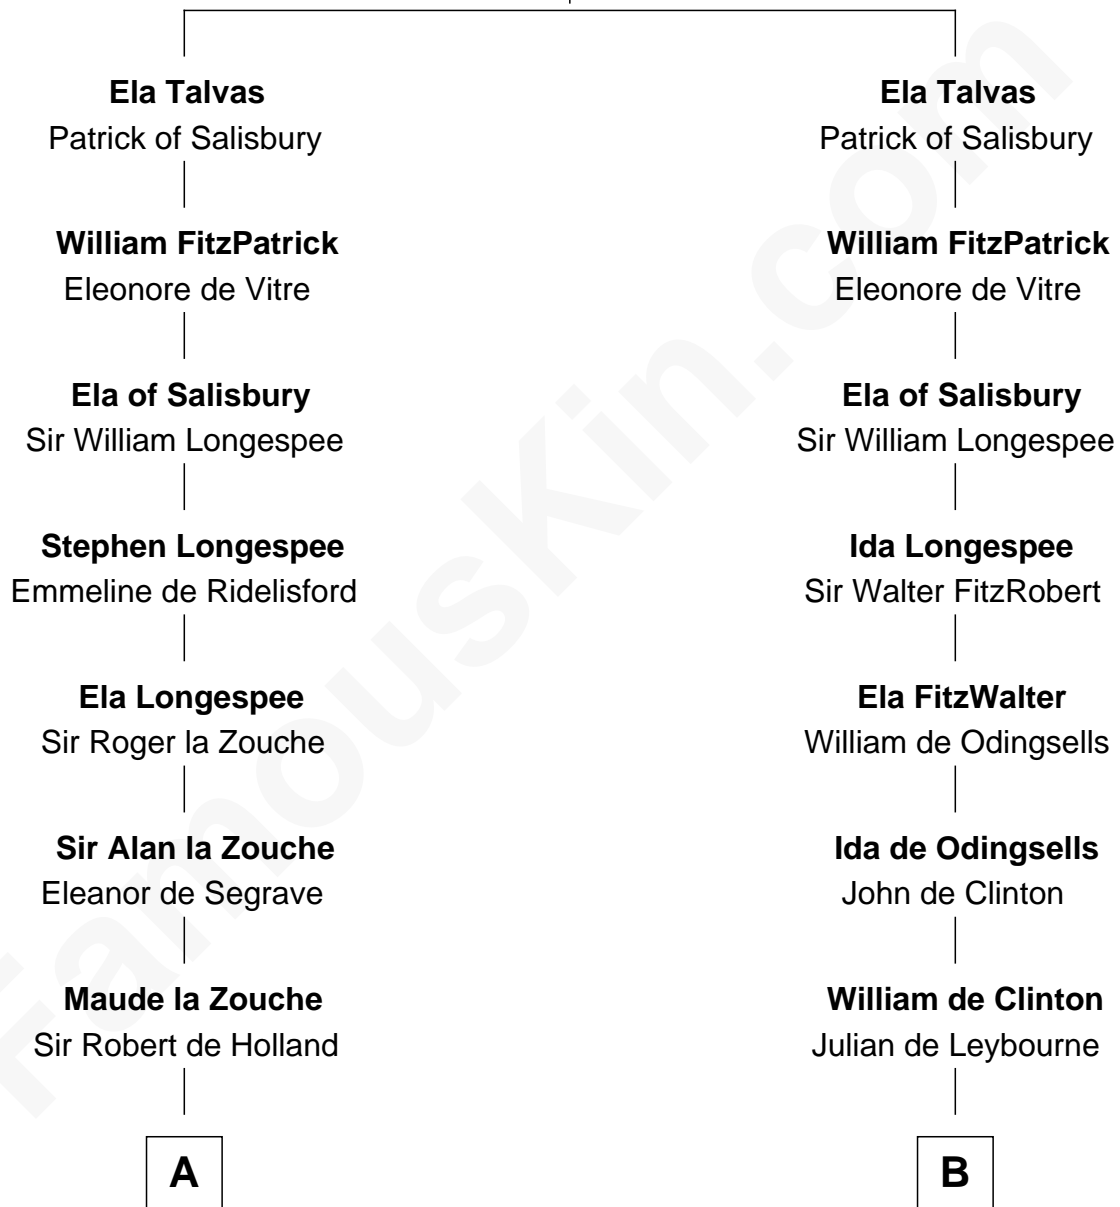 Ela Talvas
Patrick of Salisbury
William FitzPatrick
Eleonore de Vitre
Ela of Salisbury
Sir William Longespee
Stephen Longespee
Emmeline de Ridelisford
Ela Longespee
Sir Roger la Zouche
Sir Alan la Zouche
Eleanor de Segrave
Maude la Zouche
Sir Robert de Holland
A
Ela Talvas
Patrick of Salisbury
William FitzPatrick
Eleonore de Vitre
Ela of Salisbury
Sir William Longespee
Ida Longespee
Sir Walter FitzRobert
Ela FitzWalter
William de Odingsells
Ida de Odingsells
John de Clinton
William de Clinton
Julian de Leybourne
B
FamousKin.com